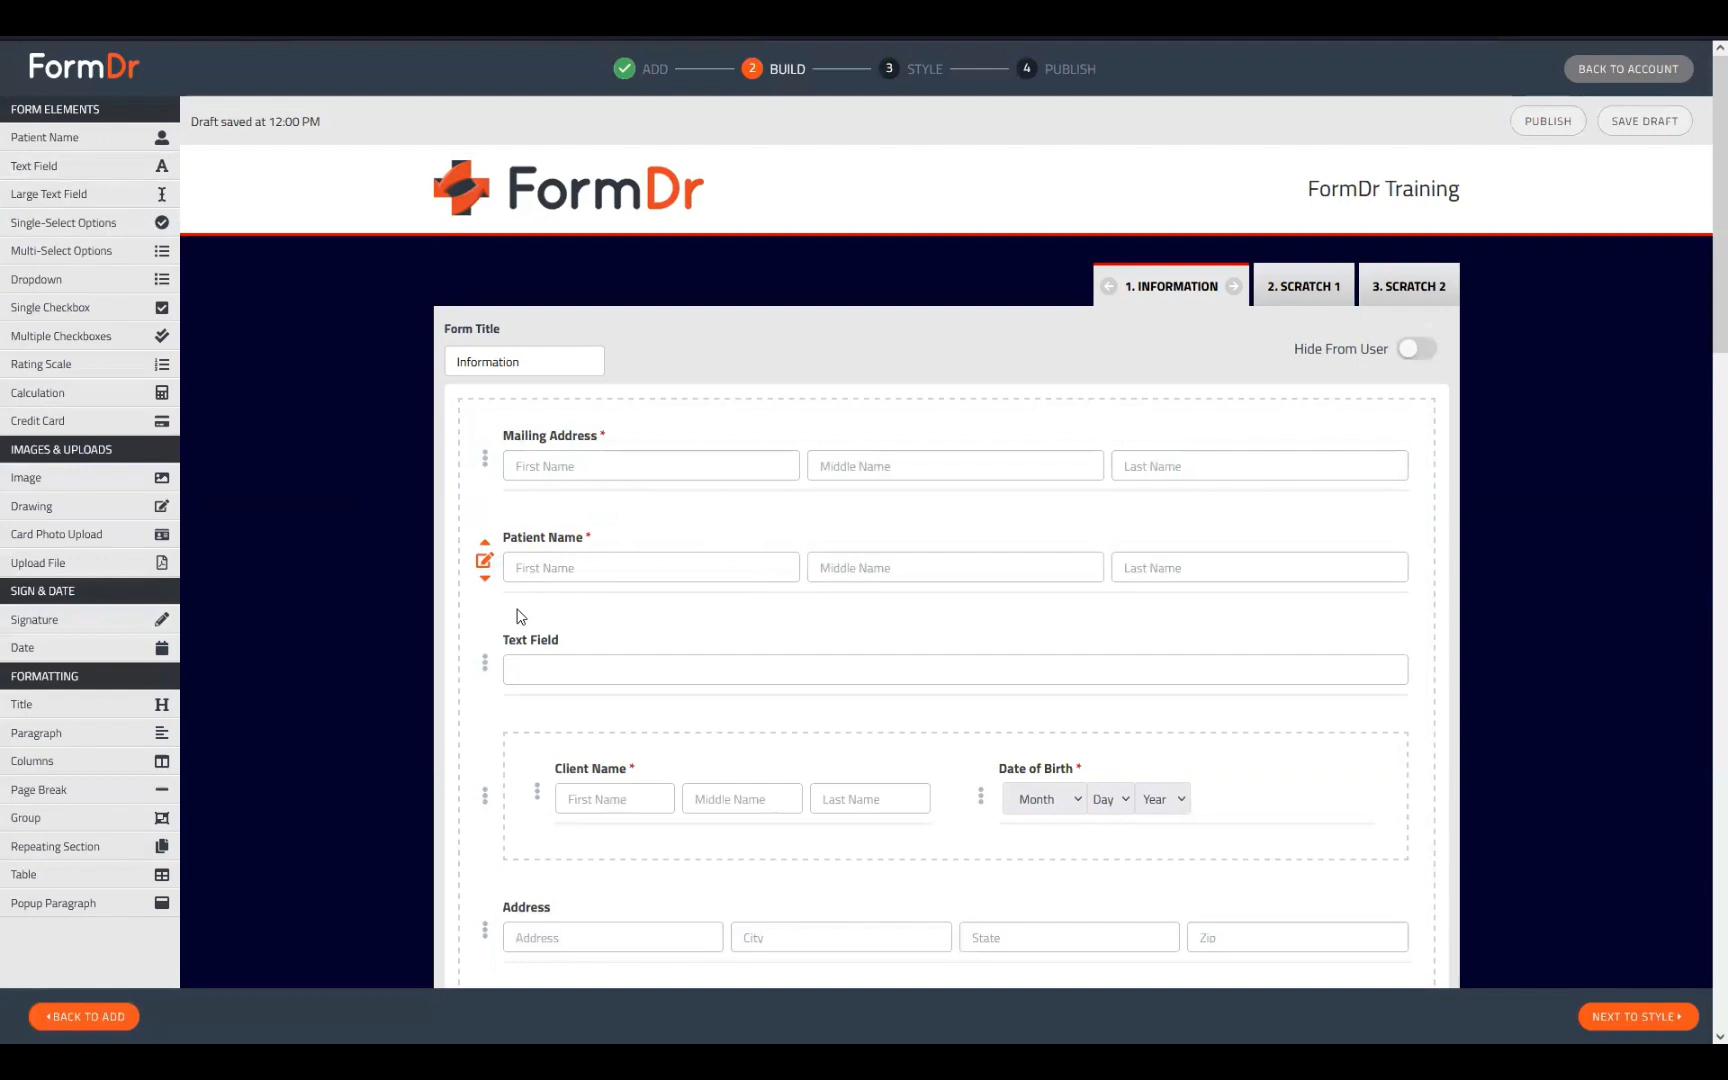 FormDr
ADD
2 BUILD
3 STYLE
4 PUBLISH
BACK TO ACCOUNT
FORM ELEMENTS
Patient Name
Text Field
Large Text Field
Single-Select Options
Multi-Select Options
Dropdown
Single Checkbox
Multiple Checkboxes
Rating Scale
Calculation
Credit Card
IMAGES & UPLOADS
Image
Drawing
Card Photo Upload
Upload File
SIGN & DATE
Signature
Date
FORMATTING
Title
Paragraph
Columns
Page Break
Group
Repeating Section
Table
Popup Paragraph
Draft saved at 12:00 PM
PUBLISH
SAVE DRAFT
FormDr
FormDr Training
1. INFORMATION
2. SCRATCH 1
3. SCRATCH 2
Form Title
Information
Hide From User
Mailing Address *
First Name
Middle Name
Last Name
Patient Name *
First Name
Middle Name
Last Name
Text Field
Client Name *
First Name
Middle Name
Last Name
Date of Birth *
Month
Day
Year
Address
Address
City
State
Zip
BACK TO ADD
NEXT TO STYLE